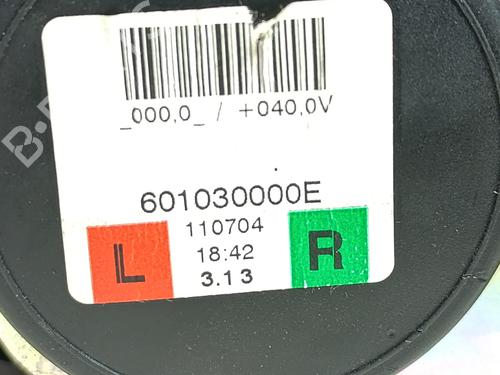 _000,0_ / +040,0V
601030000E
110704
18:42
3.13
L
R